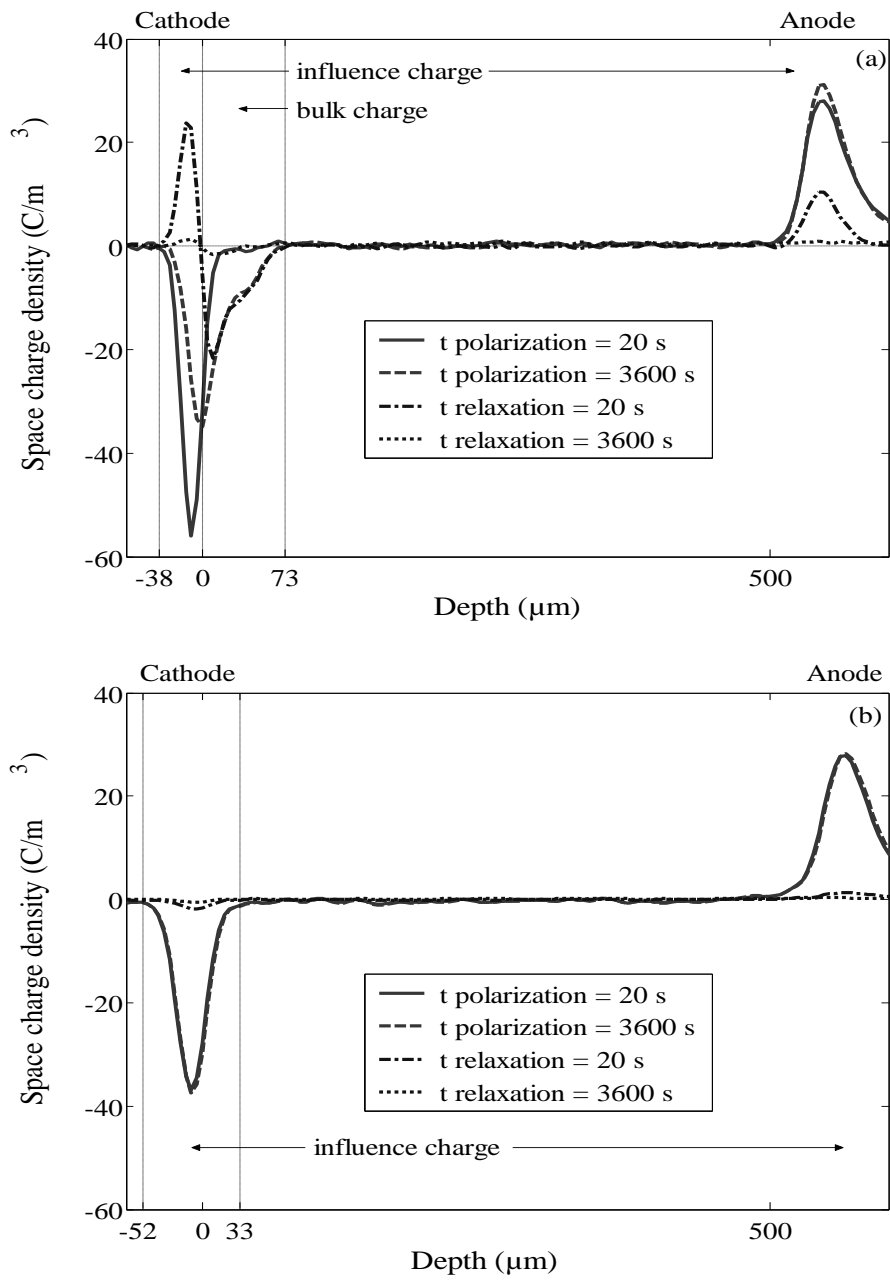 Cathode Anode
40
(a)
influence charge
bulk charge
20
0
-20
-40
-60
Space charge density (C/m 3)
t polarization = 20 s
t polarization = 3600 s
t relaxation = 20 s
t relaxation = 3600 s
-38 0 73 500
Depth (µm)
Cathode Anode
40
(b)
20
0
-20
-40
-60
Space charge density (C/m 3)
t polarization = 20 s
t polarization = 3600 s
t relaxation = 20 s
t relaxation = 3600 s
influence charge
-52 0 33 500
Depth (µm)